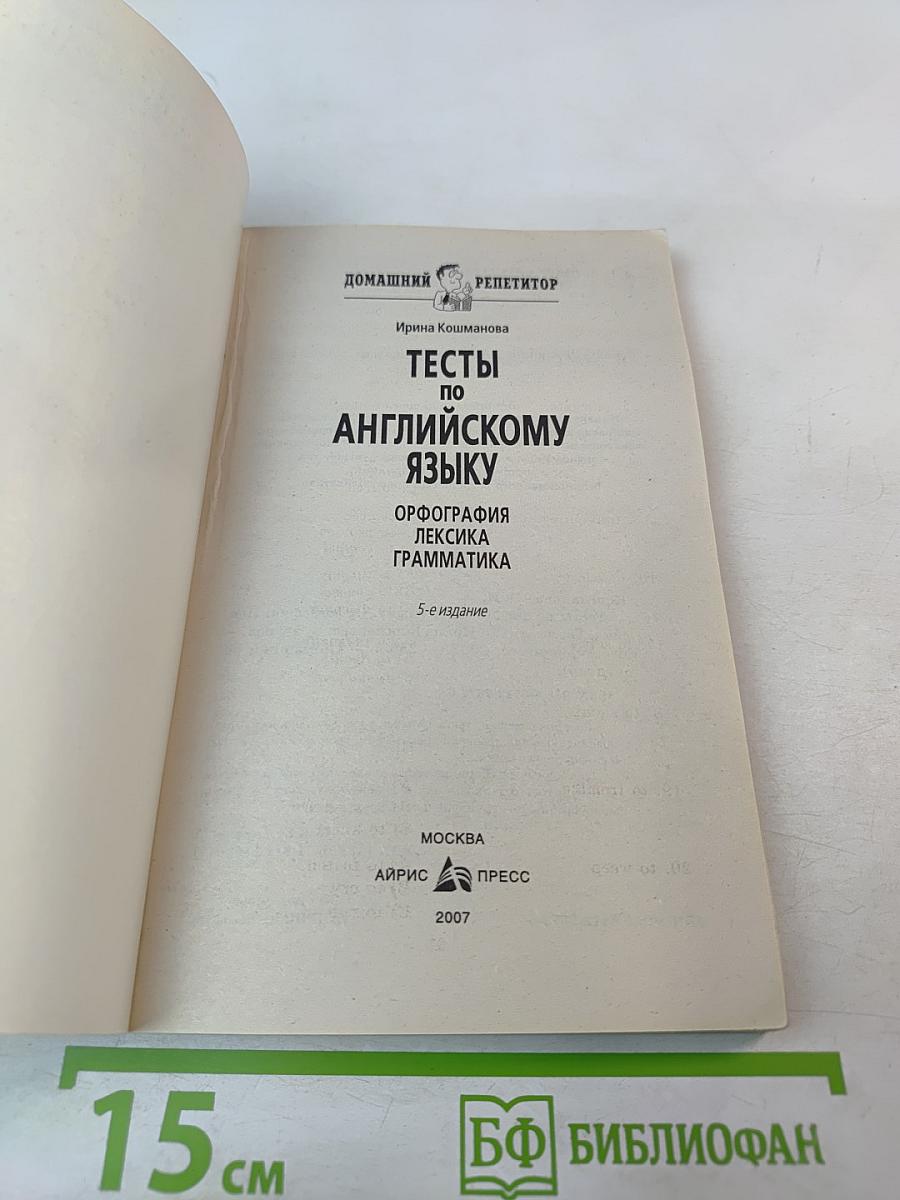 ДОМАШНИЙ РЕПЕТИТОР
Ирина Кошманова
ТЕСТЫ
ПО
АНГЛИЙСКОМУ
ЯЗЫКУ
ОРФОГРАФИЯ
ЛЕКСИКА
ГРАММАТИКА
5-е издание
МОСКВА
АЙРИС ПРЕСС
2007
15 см
БФ БИБЛИОФАН